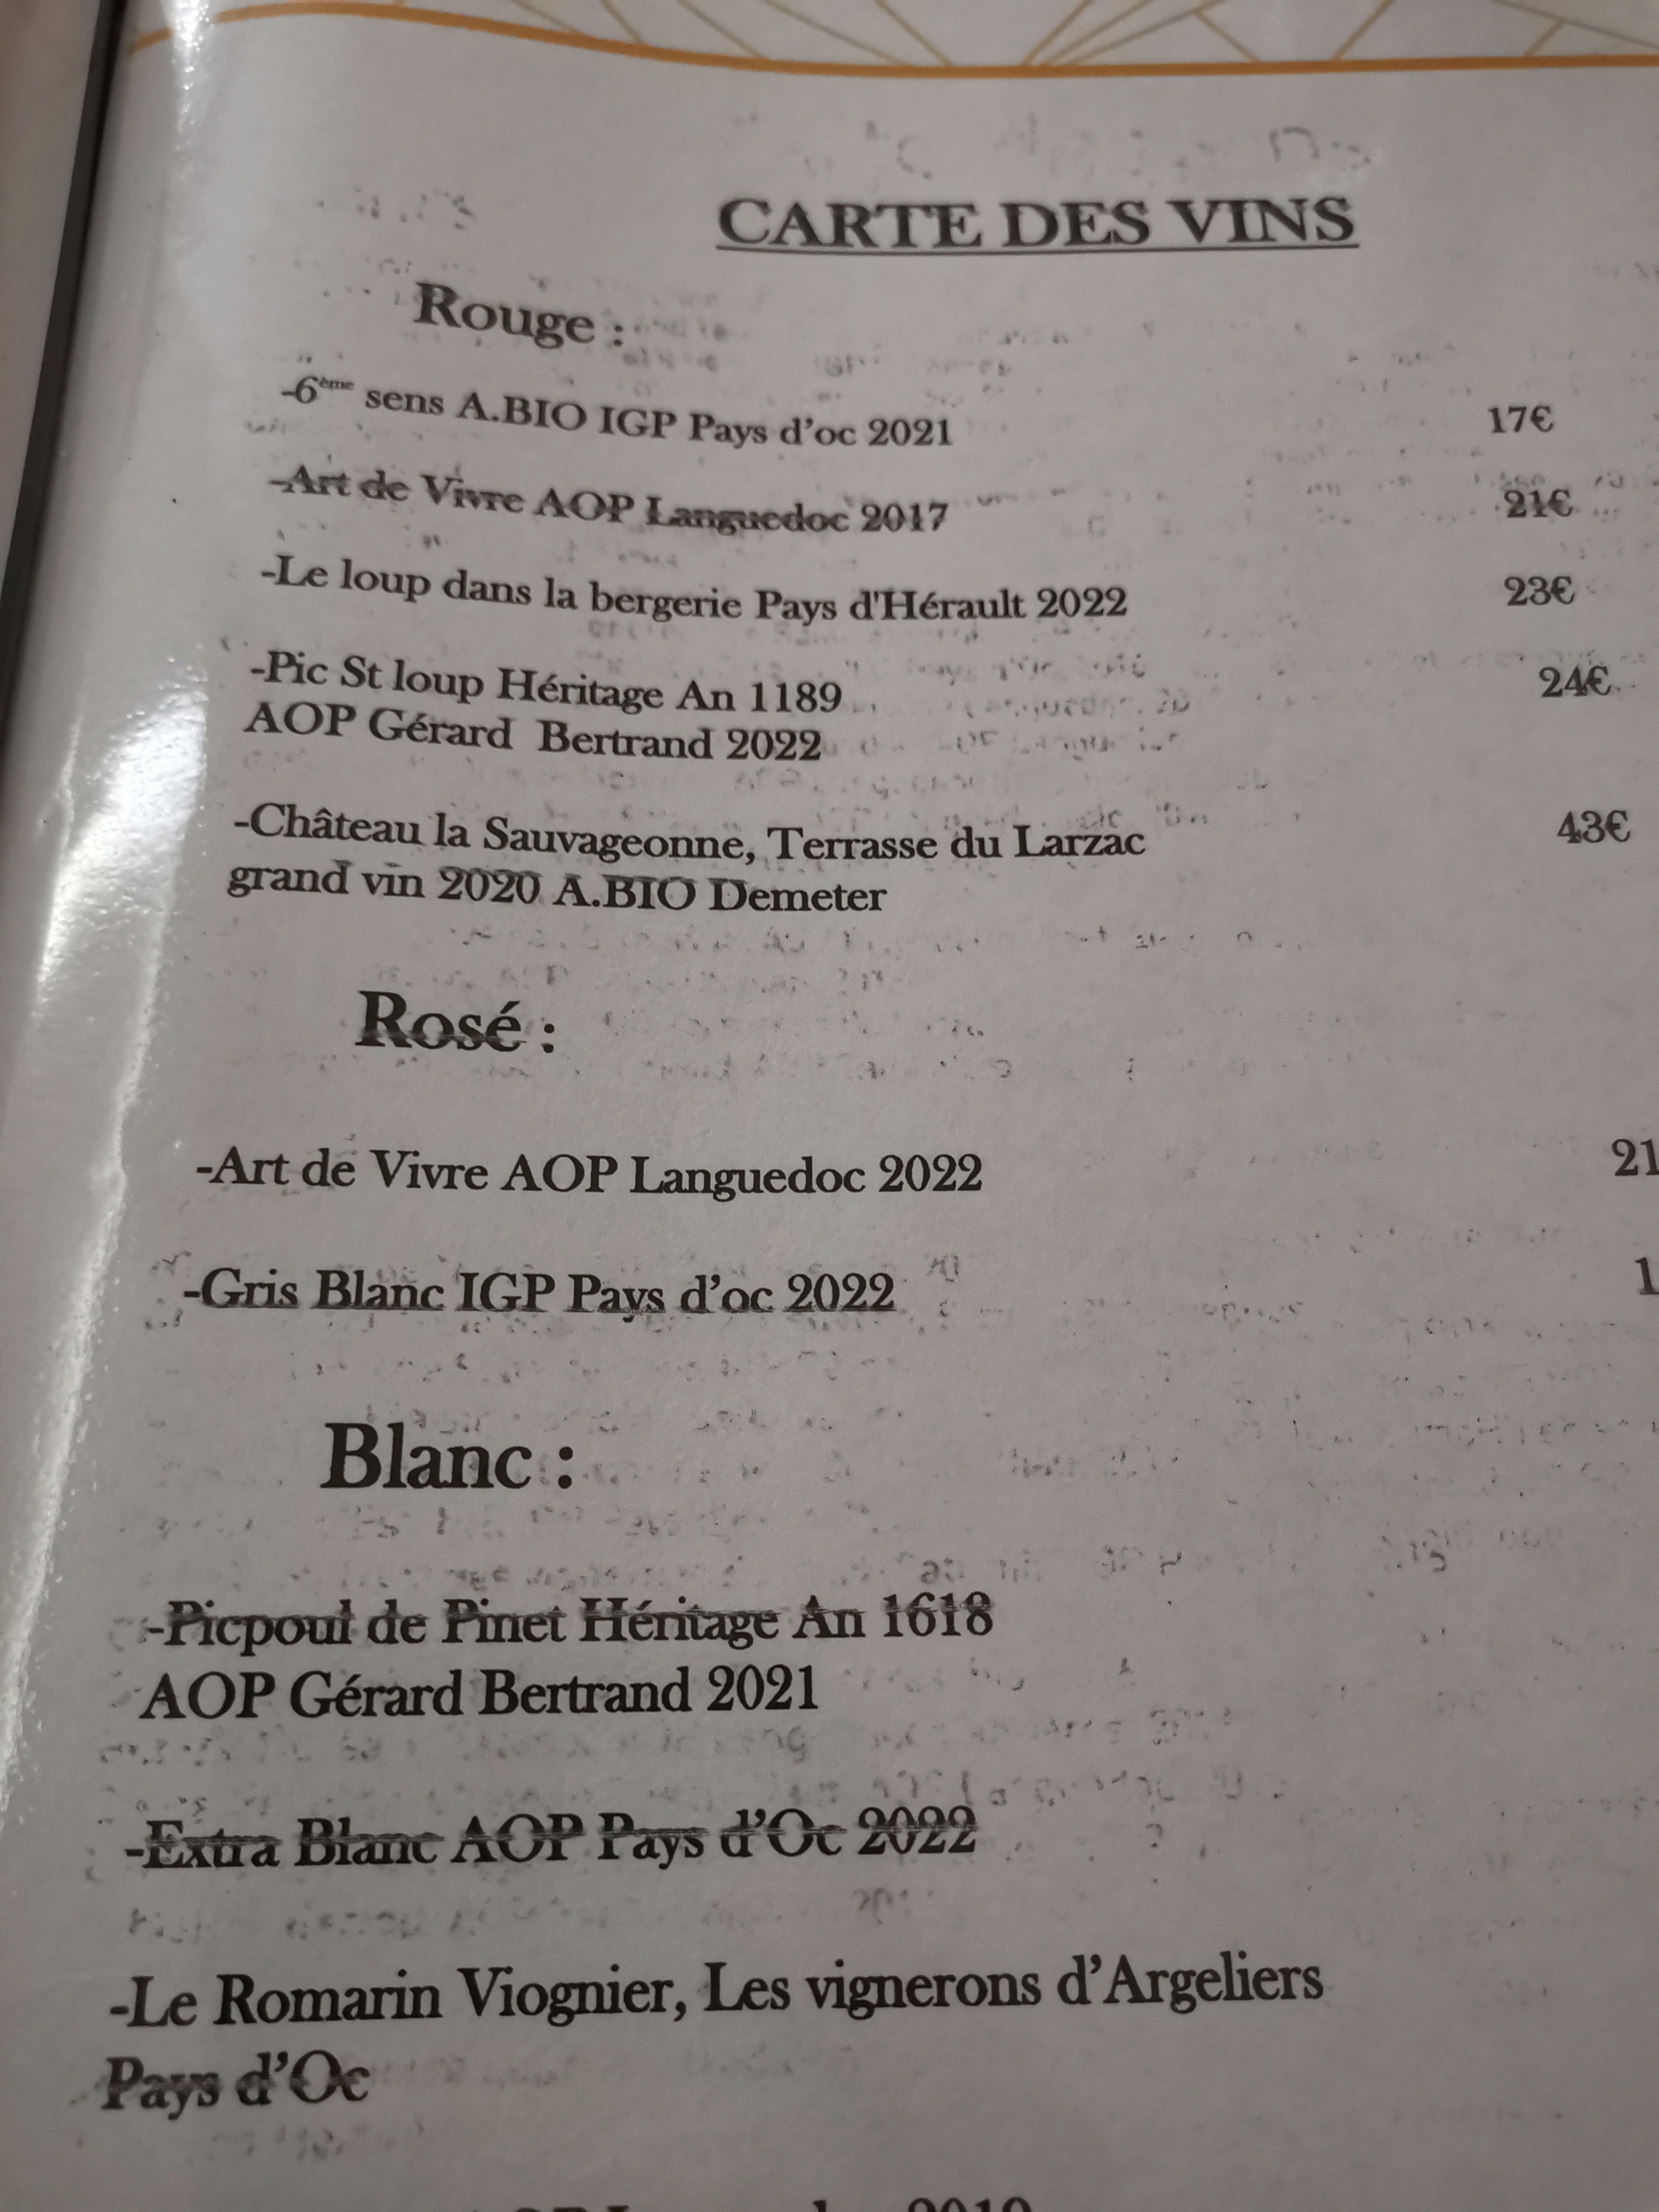 CARTE DES VINS
Rouge :
-6ème sens A.BIO IGP Pays d'oc 2021 17€
-Art de Vivre AOP Languedoc 2017 21€
-Le loup dans la bergerie Pays d'Hérault 2022 23€
-Pic St loup Héritage An 1189 24€
AOP Gérard Bertrand 2022
-Château la Sauvageonne, Terrasse du Larzac 43€
grand vin 2020 A.BIO Demeter
Rosé :
-Art de Vivre AOP Languedoc 2022 21
-Gris Blanc IGP Pays d'oc 2022 1
Blanc :
-Picpoul de Pinet Héritage An 1618
AOP Gérard Bertrand 2021
-Extra Blanc AOP Pays d'Oc 2022
-Le Romarin Viognier, Les vignerons d'Argeliers
Pays d'Oc